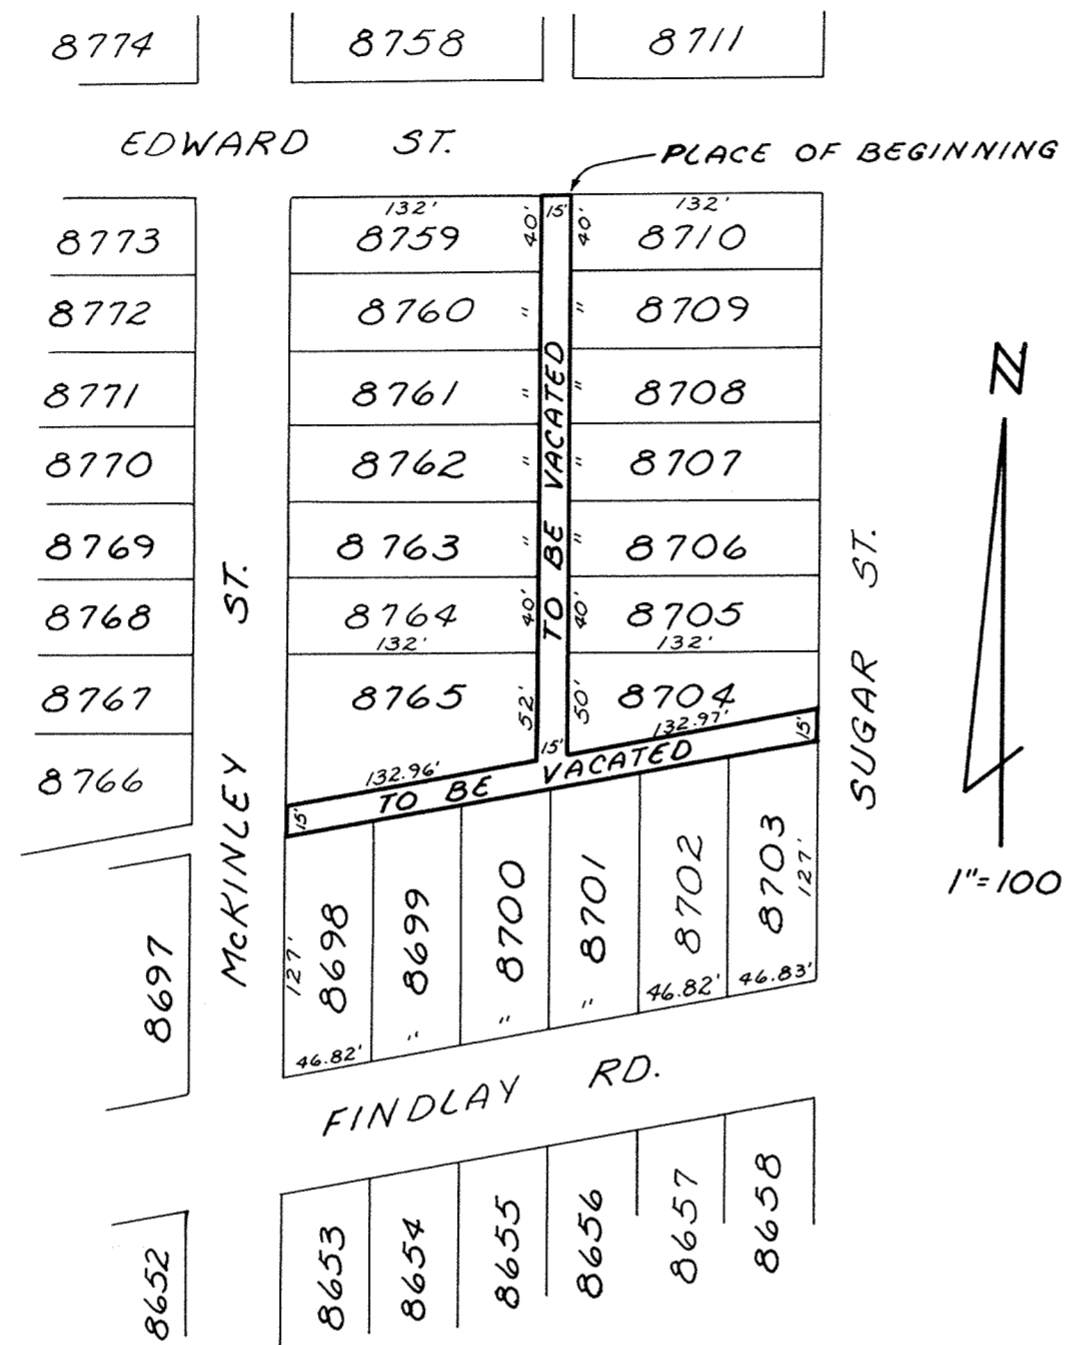 8774 8758 8711
EDWARD ST.
PLACE OF BEGINNING
132' 15' 132'
8773 8759 40' 40' 8710
8772 8760 " " 8709
8771 8761 " " 8708
8770 8762 " " 8707
8769 8763 " " 8706
8768 8764 40' 40' 8705
132' 132'
8767 8765 52' 50' 8704
TO BE VACATED
132.97' 15'
15'
8766 132.96'
15' TO BE VACATED
McKINLEY ST.
SUGAR ST.
N
1"=100
8697
127' 8698 8699 8700 8701 8702 8703 127'
46.82' " " " 46.82' 46.83'
FINDLAY RD.
8652 8653 8654 8655 8656 8657 8658